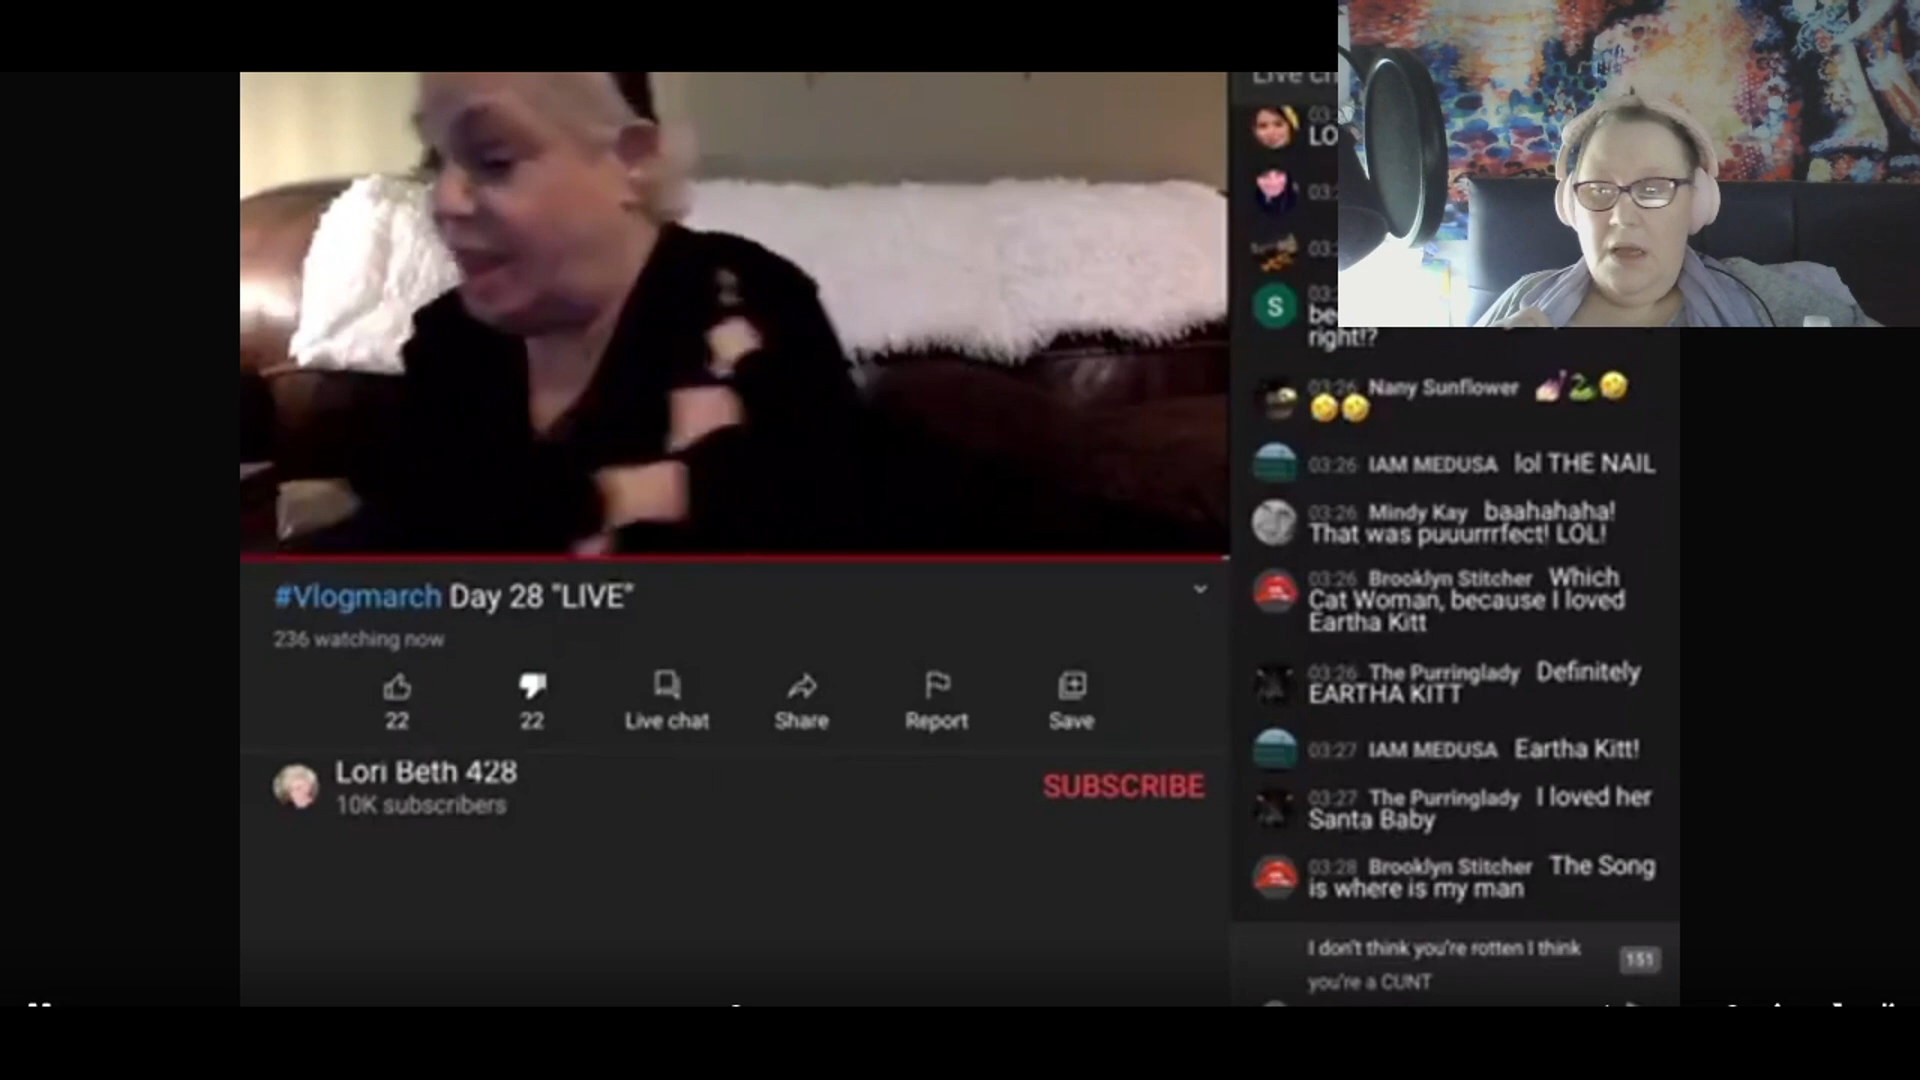 #Vlogmarch Day 28 "LIVE"
236 watching now
22
22
Live chat
Share
Report
Save
Lori Beth 428
10K subscribers
SUBSCRIBE
LO
right!?
03:26 Nany Sunflower 💅🐍🤣
🤣🤣
03:26 IAM MEDUSA lol THE NAIL
03:26 Mindy Kay baahahaha!
That was puuurrrfect! LOL!
03:26 Brooklyn Stitcher Which
Cat Woman, because I loved
Eartha Kitt
03:26 The Purringlady Definitely
EARTHA KITT
03:27 IAM MEDUSA Eartha Kitt!
03:27 The Purringlady I loved her
Santa Baby
03:28 Brooklyn Stitcher The Song
is where is my man
I don't think you're rotten I think
you're a CUNT
151